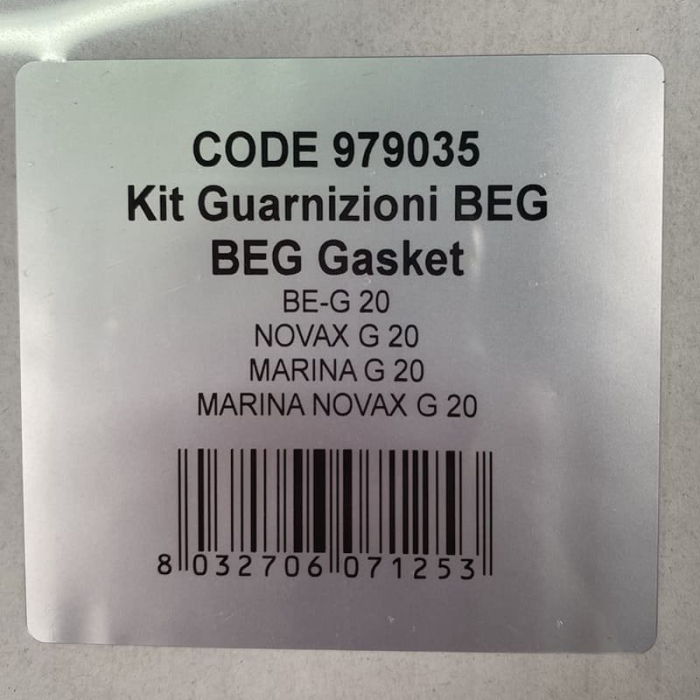 CODE 979035
Kit Guarnizioni BEG
BEG Gasket
BE-G 20
NOVAX G 20
MARINA G 20
MARINA NOVAX G 20
8 032706 071253